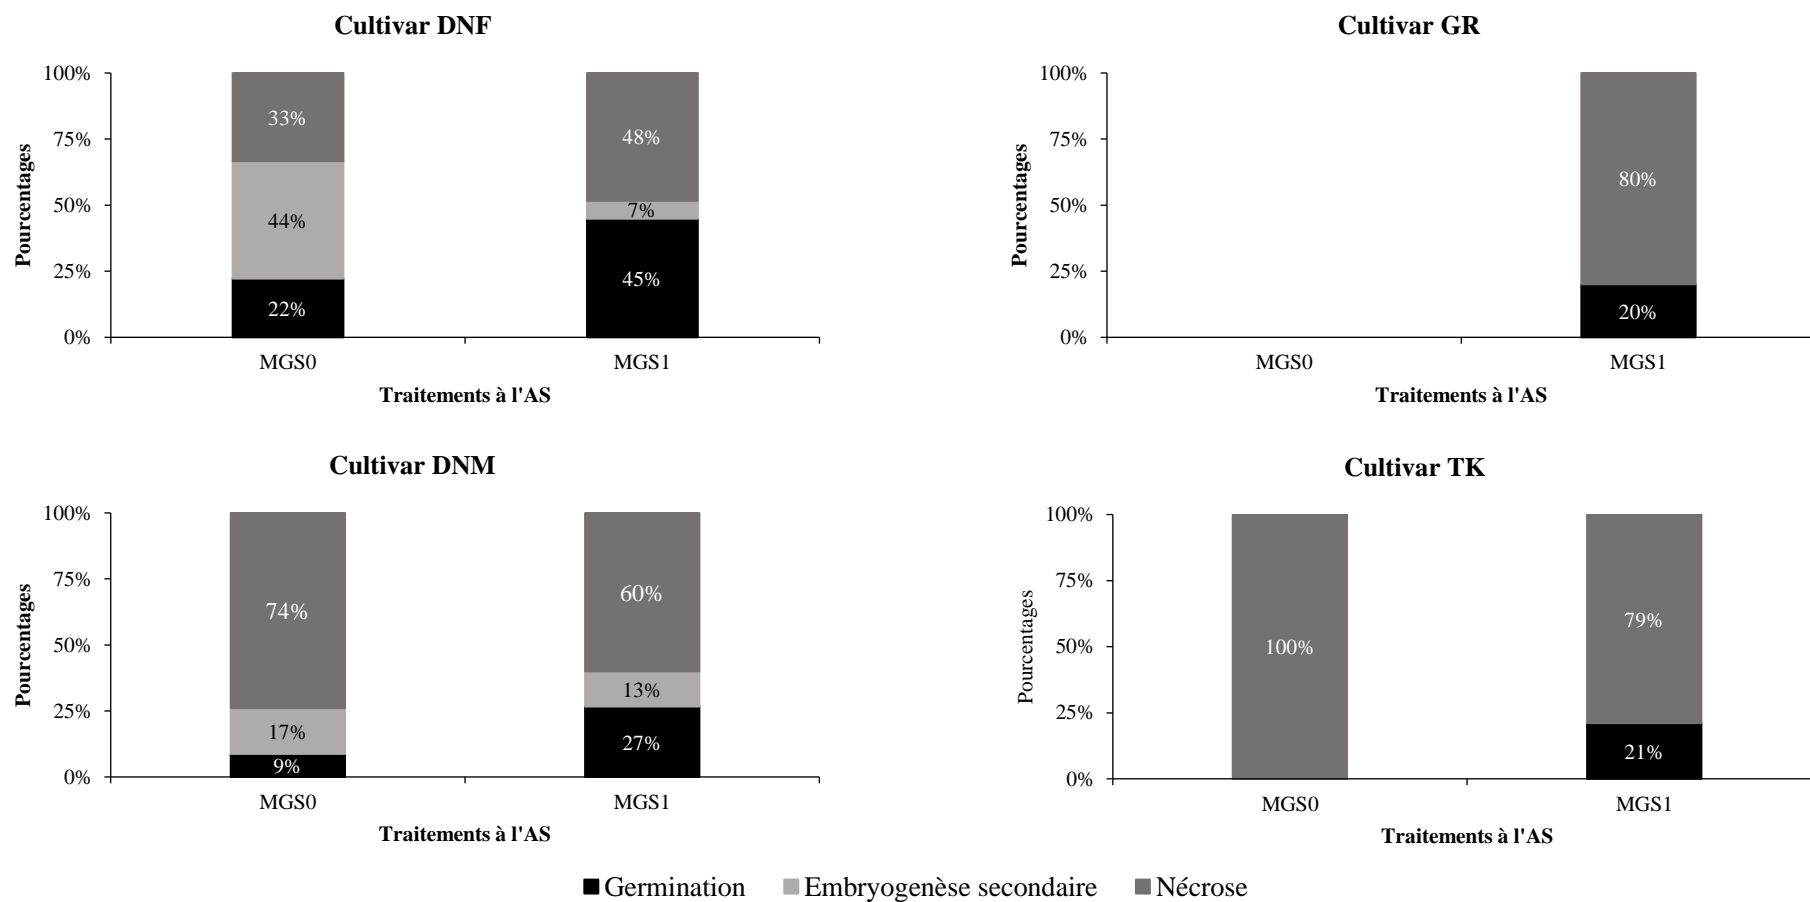 Cultivar DNF
100%
75%
50%
25%
0%
Pourcentages
33%
44%
22%
48%
7%
45%
MGS0
MGS1
Traitements à l'AS
Cultivar GR
100%
75%
50%
25%
0%
Pourcentages
80%
20%
MGS0
MGS1
Traitements à l'AS
Cultivar DNM
100%
75%
50%
25%
0%
Pourcentages
74%
17%
9%
60%
13%
27%
MGS0
MGS1
Traitements à l'AS
Cultivar TK
100%
75%
50%
25%
0%
Pourcentages
100%
79%
21%
MGS0
MGS1
Traitements à l'AS
Germination Embryogenèse secondaire Nécrose